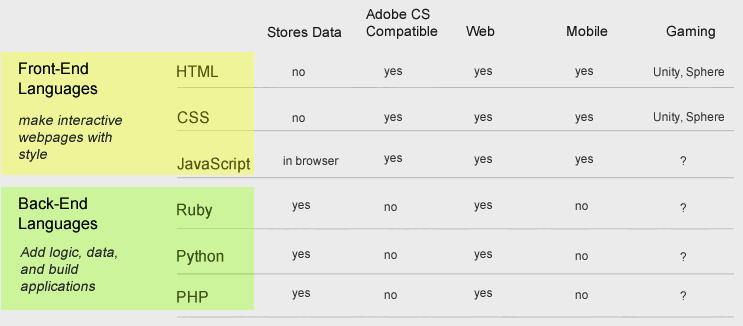 Stores Data Adobe CS Compatible Web Mobile Gaming
Front-End Languages
make interactive
webpages with
style
HTML no yes yes yes Unity, Sphere
CSS no yes yes yes Unity, Sphere
JavaScript in browser yes yes yes ?
Back-End
Languages
Add logic, data,
and build
applications
Ruby yes no yes no ?
Python yes no yes no ?
PHP yes no yes no ?